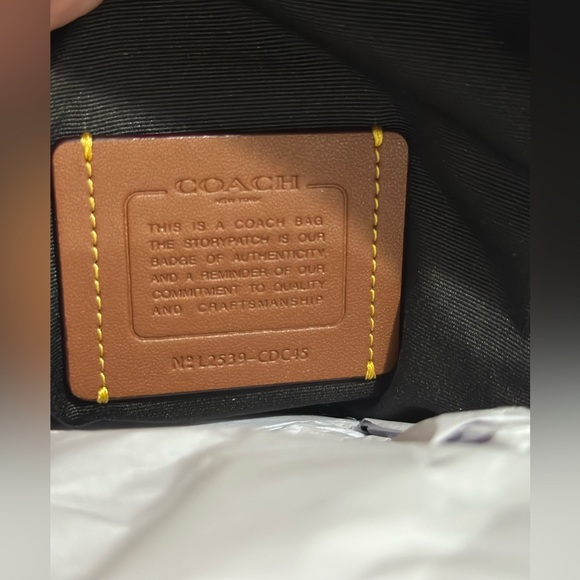 COACH
NEW YORK
THIS IS A COACH BAG
THE STORYPATCH IS OUR
BADGE OF AUTHENTICITY
AND A REMINDER OF OUR
COMMITMENT TO QUALITY
AND CRAFTSMANSHIP
Nº L2539-CDC45